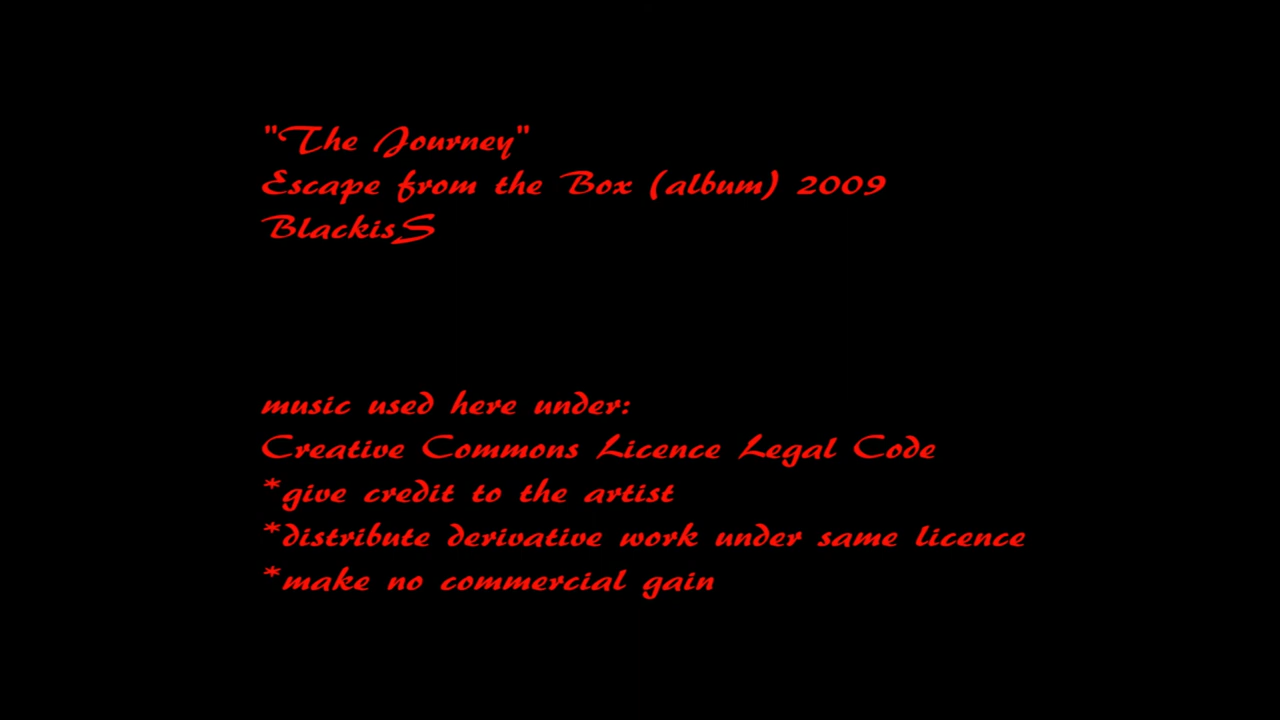 "The Journey"
Escape from the Box (album) 2009
BlackisS
music used here under:
Creative Commons Licence Legal Code
*give credit to the artist
*distribute derivative work under same licence
*make no commercial gain